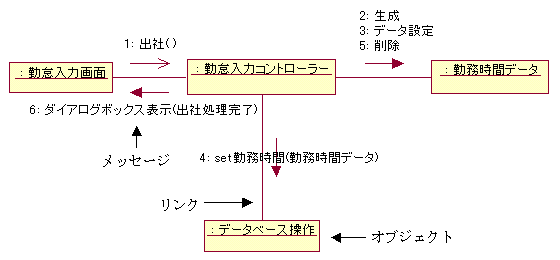 2: 生成
3: データ設定
5: 削除
1: 出社()
: 勤怠入力画面
: 勤怠入力コントローラー
: 勤務時間データ
6: ダイアログボックス表示(出社処理完了)
メッセージ
4: set勤務時間(勤務時間データ)
リンク
: データベース操作
オブジェクト